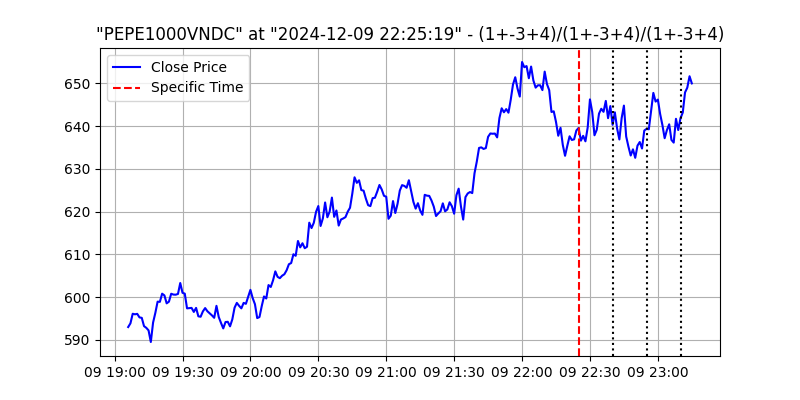 "PEPE1000VNDC" at "2024-12-09 22:25:19" - (1+-3+4)/(1+-3+4)/(1+-3+4)
Close Price
Specific Time
650
640
630
620
610
600
590
09 19:00 09 19:30 09 20:00 09 20:30 09 21:00 09 21:30 09 22:00 09 22:30 09 23:00